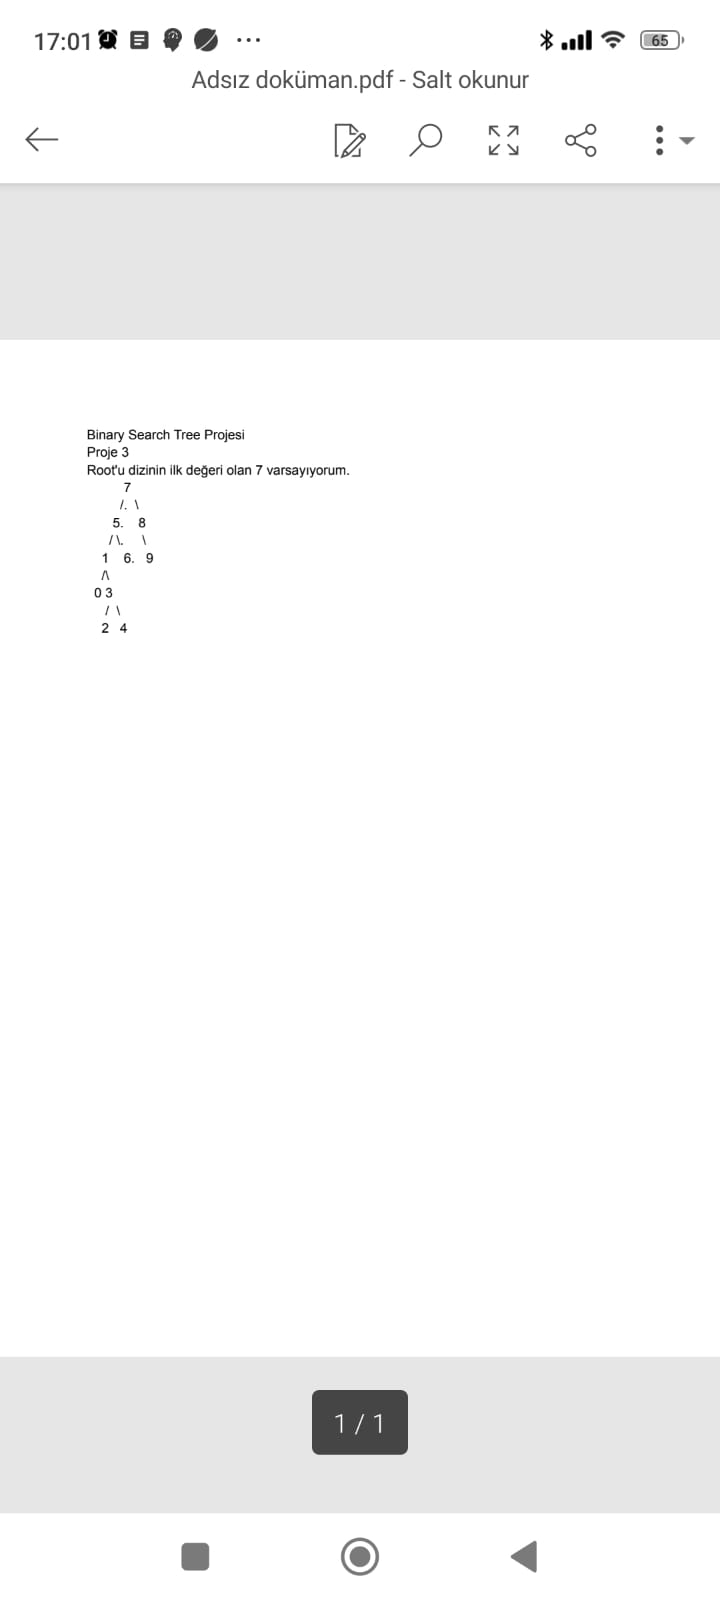 17:01
65
Adsız doküman.pdf - Salt okunur
Binary Search Tree Projesi
Proje 3
Root'u dizinin ilk değeri olan 7 varsayıyorum.
7
/. \
5. 8
/ \. \
1 6. 9
/\
0 3
/ \
2 4
1 / 1